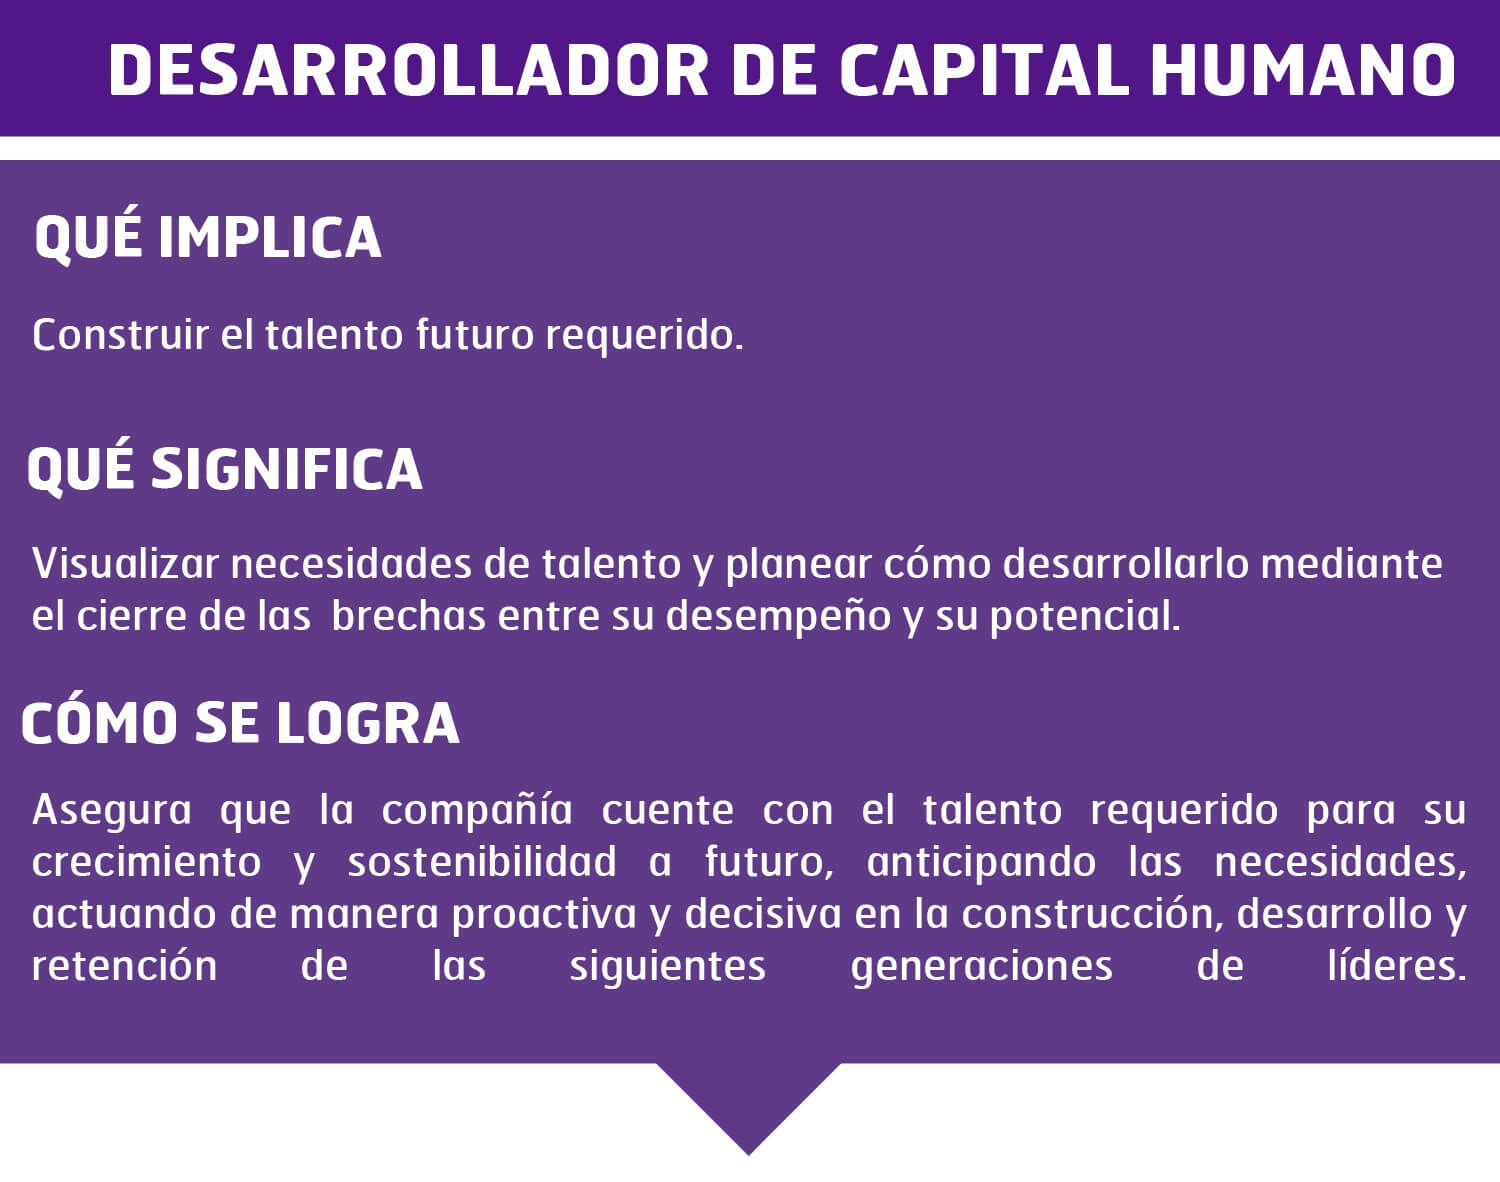 DESARROLLADOR DE CAPITAL HUMANO
QUÉ IMPLICA
Construir el talento futuro requerido.
QUÉ SIGNIFICA
Visualizar necesidades de talento y planear cómo desarrollarlo mediante
el cierre de las  brechas entre su desempeño y su potencial.
CÓMO SE LOGRA
Asegura que la compañía cuente con el talento requerido para su
crecimiento y sostenibilidad a futuro, anticipando las necesidades,
actuando de manera proactiva y decisiva en la construcción, desarrollo y
retención de las siguientes generaciones de líderes.